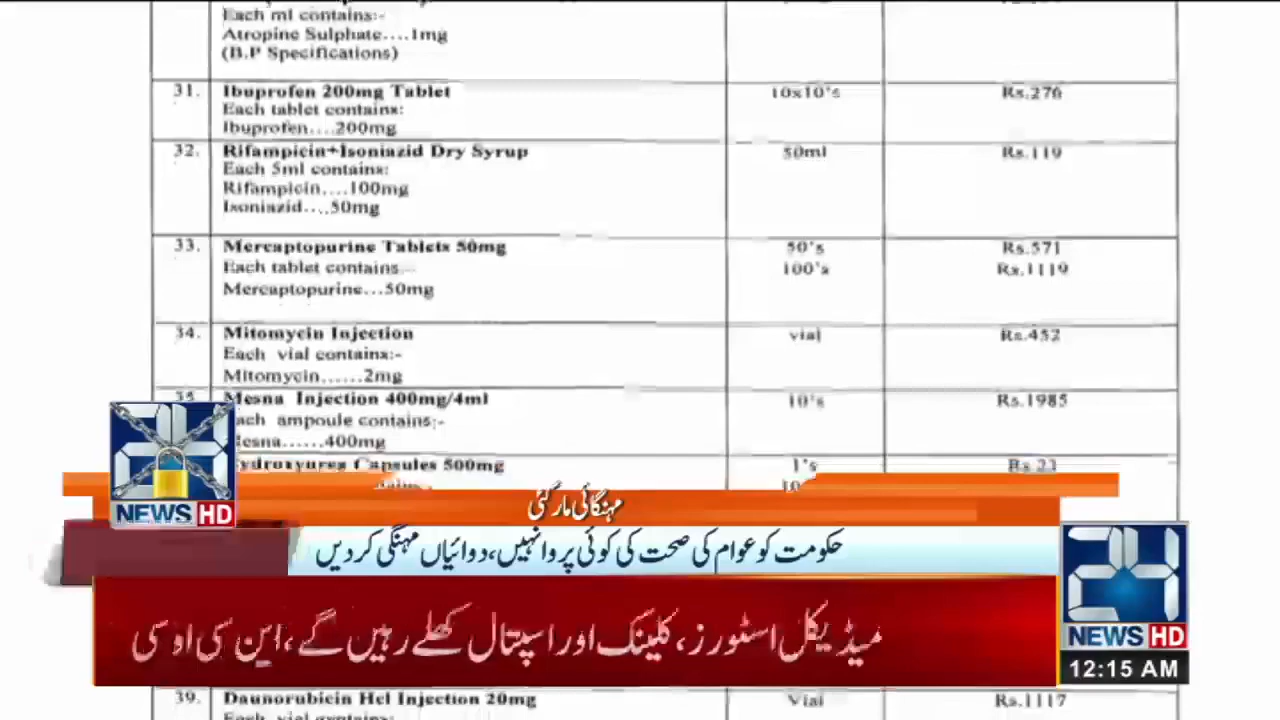 Each ml contains:-
Atropine Sulphate....1mg
(B.P Specifications)
31. Ibuprofen 200mg Tablet 10x10's Rs.276
Each tablet contains:
Ibuprofen....200mg
32. Rifampicin+Isoniazid Dry Syrup 50ml Rs.119
Each 5ml contains:
Rifampicin....100mg
Isoniazid....50mg
33. Mercaptopurine Tablets 50mg 50's Rs.571
Each tablet contains:- 100's Rs.1119
Mercaptopurine...50mg
34. Mitomycin Injection vial Rs.452
Each vial contains:-
Mitomycin......2mg
35. Mesna Injection 400mg/4ml 10's Rs.1985
ach ampoule contains:-
esna......400mg
ydroxyurea Capsules 500mg 1's
24
NEWS HD
مہنگائی مار گئی
حکومت کو عوام کی صحت کی کوئی پروا نہیں، دوائیاں مہنگی کر دیں
میڈیکل اسٹورز، کلینک اور اسپتال کھلے رہیں گے، این سی او سی
24
NEWS HD
12:15 AM
39. Daunorubicin Hcl Injection 20mg Vial Rs.1117